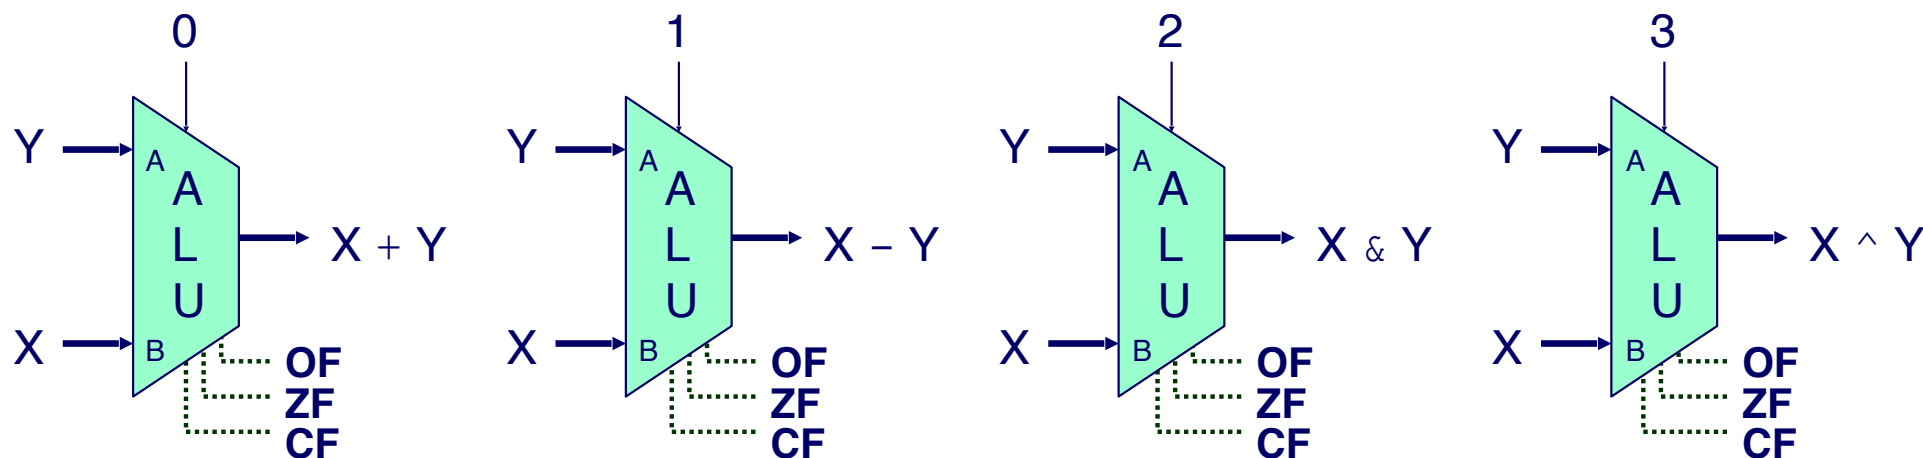 0 1 2 3
Y A Y A Y A Y A
A A A A
L X + Y L X - Y L X & Y L X ^ Y
U U U U
X B X B X B X B
OF OF OF OF
ZF ZF ZF ZF
CF CF CF CF